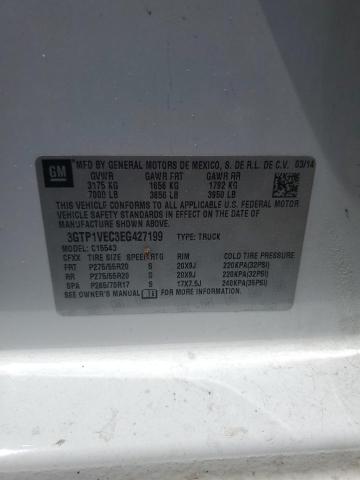 GM
MFD BY GENERAL MOTORS DE MEXICO, S. DE R.L. DE C.V. 03/14
GVWR GAWR FRT GAWR RR
3175 KG 1656 KG 1792 KG
7000 LB 3650 LB 3950 LB
THIS VEHICLE CONFORMS TO ALL APPLICABLE U.S. FEDERAL MOTOR
VEHICLE SAFETY AND THEFT PREVENTION STANDARDS IN EFFECT ON
THE DATE OF MANUFACTURE SHOWN ABOVE.
3GTP1VEC3EG427199 TYPE: TRUCK
MODEL: C15543
CFXX TIRE SIZE SPEED RTG RIM COLD TIRE PRESSURE
FRT P275/55R20 S 20X9J 220KPA(32PSI)
RR P275/55R20 S 20X9J 220KPA(32PSI)
SPA P265/70R17 S 17X7.5J 240KPA(35PSI)
SEE OWNER'S MANUAL FOR MORE INFORMATION.